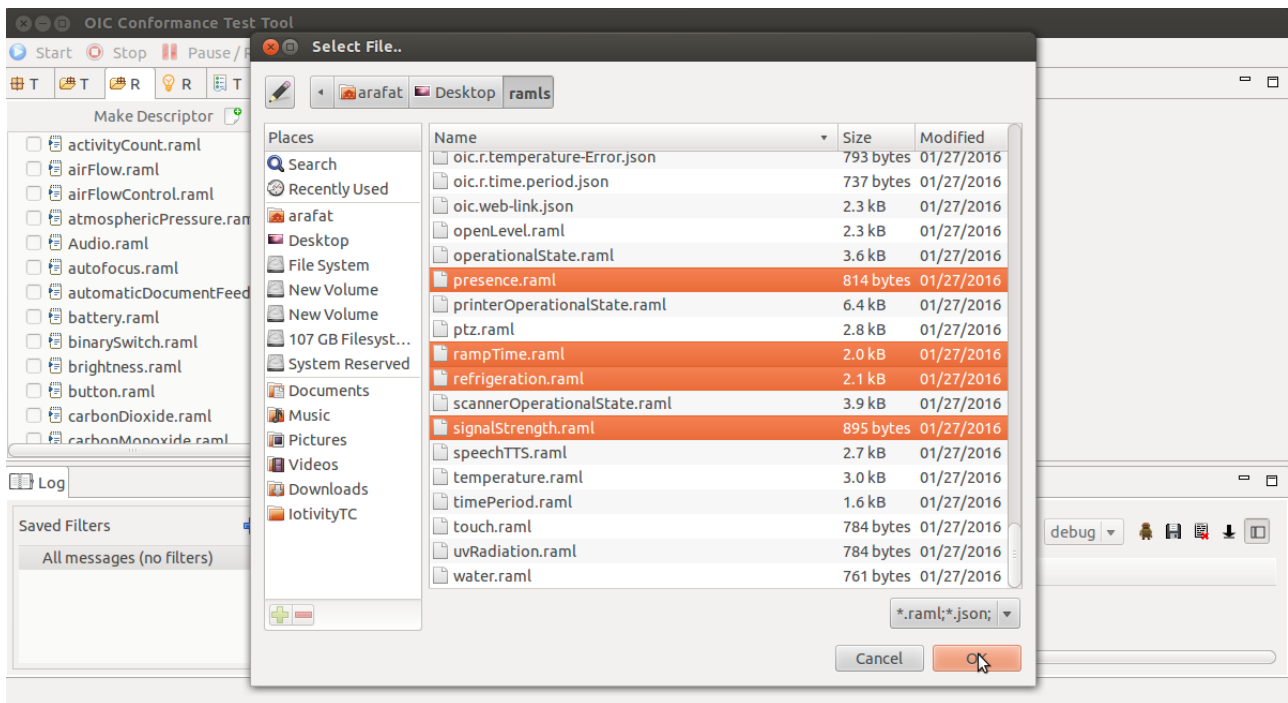 OIC Conformance Test Tool
Start Stop Pause / R
T T R R T
Make Descriptor
activityCount.raml
airFlow.raml
airFlowControl.raml
atmosphericPressure.ram
Audio.raml
autofocus.raml
automaticDocumentFeed
battery.raml
binarySwitch.raml
brightness.raml
button.raml
carbonDioxide.raml
carbonMonoxide.raml
Log
Saved Filters
All messages (no filters)
Select File..
arafat Desktop ramls
Places
Search
Recently Used
arafat
Desktop
File System
New Volume
New Volume
107 GB Filesyst...
System Reserved
Documents
Music
Pictures
Videos
Downloads
IotivityTC
Name Size Modified
oic.r.temperature-Error.json 793 bytes 01/27/2016
oic.r.time.period.json 737 bytes 01/27/2016
oic.web-link.json 2.3 kB 01/27/2016
openLevel.raml 2.3 kB 01/27/2016
operationalState.raml 3.6 kB 01/27/2016
presence.raml 814 bytes 01/27/2016
printerOperationalState.raml 6.4 kB 01/27/2016
ptz.raml 2.8 kB 01/27/2016
rampTime.raml 2.0 kB 01/27/2016
refrigeration.raml 2.1 kB 01/27/2016
scannerOperationalState.raml 3.9 kB 01/27/2016
signalStrength.raml 895 bytes 01/27/2016
speechTTS.raml 2.7 kB 01/27/2016
temperature.raml 3.0 kB 01/27/2016
timePeriod.raml 1.6 kB 01/27/2016
touch.raml 784 bytes 01/27/2016
uvRadiation.raml 784 bytes 01/27/2016
water.raml 761 bytes 01/27/2016
*.raml;*.json;
Cancel OK
debug